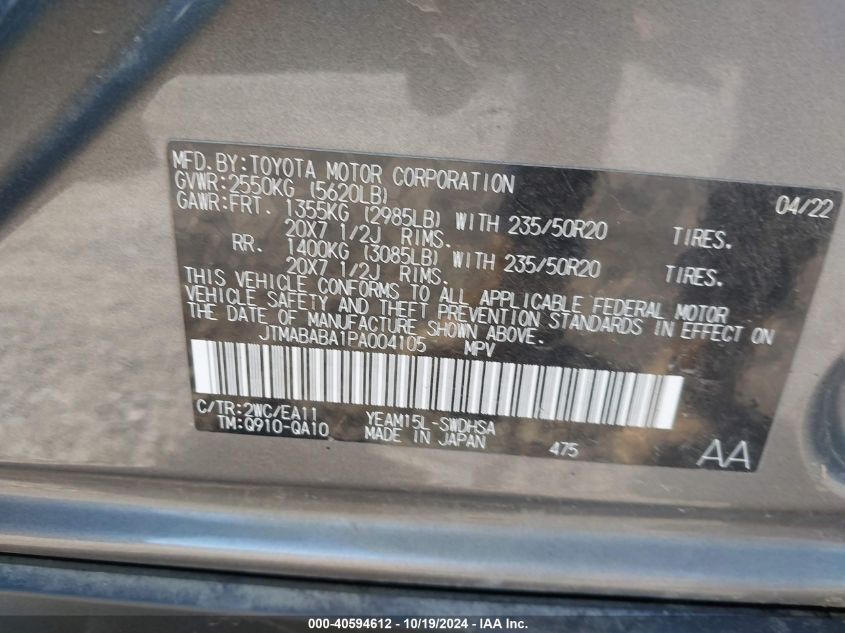 MFD. BY: TOYOTA MOTOR CORPORATION 04/22
GVWR: 2550KG (5620LB)
GAWR: FRT. 1355KG (2985LB) WITH 235/50R20 TIRES.
20X7 1/2J RIMS.
RR. 1400KG (3085LB) WITH 235/50R20 TIRES.
20X7 1/2J RIMS.
THIS VEHICLE CONFORMS TO ALL APPLICABLE FEDERAL MOTOR
VEHICLE SAFETY AND THEFT PREVENTION STANDARDS IN EFFECT ON
THE DATE OF MANUFACTURE SHOWN ABOVE.
JTMABABA1PA004105 MPV
C/TR: 2WC/EA11 YEAM15L-SWDHSA
TM: Q910-QA10 MADE IN JAPAN 475 AA
000-40594612 - 10/19/2024 - IAA Inc.